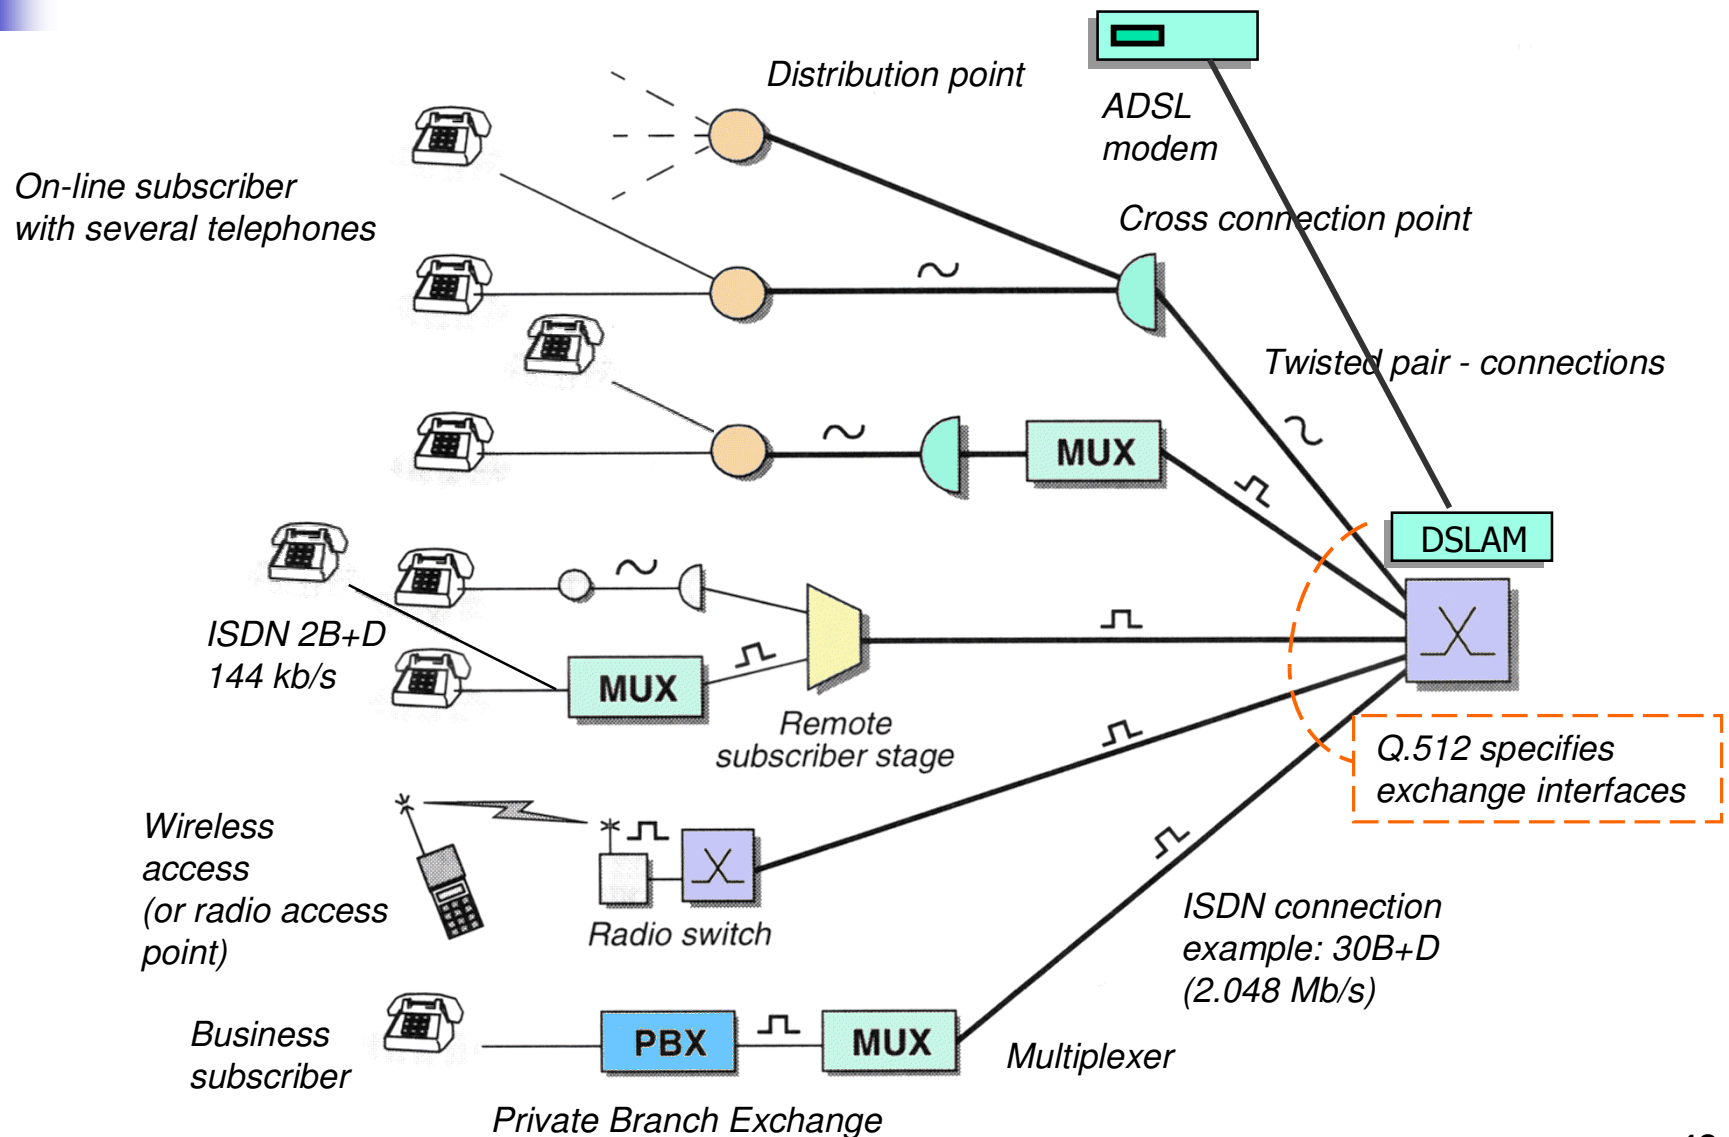 Distribution point
ADSL
modem
On-line subscriber
with several telephones
Cross connection point
Twisted pair - connections
MUX
DSLAM
ISDN 2B+D
144 kb/s
MUX
Remote
subscriber stage
Q.512 specifies
exchange interfaces
Wireless
access
(or radio access
point)
Radio switch
ISDN connection
example: 30B+D
(2.048 Mb/s)
Business
subscriber
PBX
MUX
Multiplexer
Private Branch Exchange